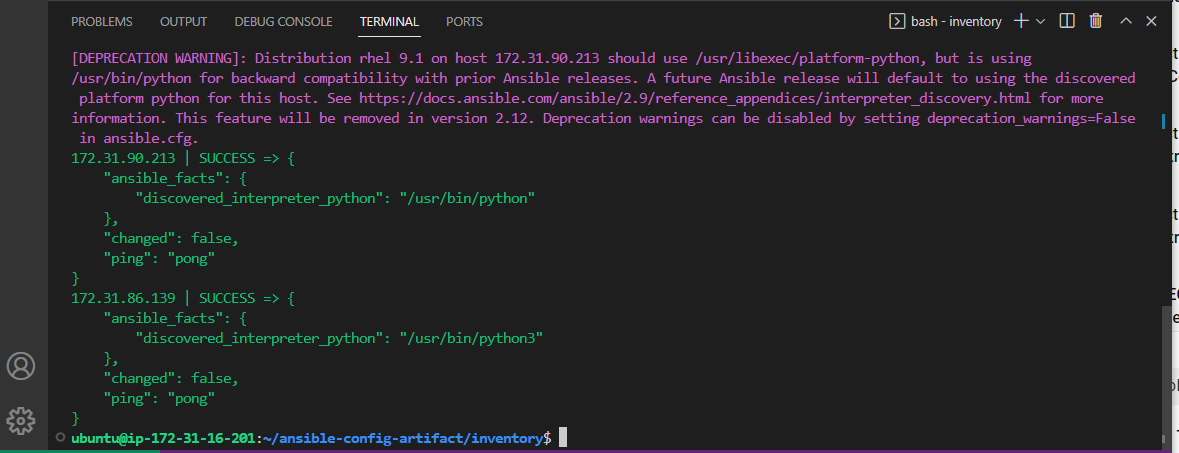 PROBLEMS OUTPUT DEBUG CONSOLE TERMINAL PORTS bash - inventory
[DEPRECATION WARNING]: Distribution rhel 9.1 on host 172.31.90.213 should use /usr/libexec/platform-python, but is using
/usr/bin/python for backward compatibility with prior Ansible releases. A future Ansible release will default to using the discovered
platform python for this host. See https://docs.ansible.com/ansible/2.9/reference_appendices/interpreter_discovery.html for more
information. This feature will be removed in version 2.12. Deprecation warnings can be disabled by setting deprecation_warnings=False
in ansible.cfg.
172.31.90.213 | SUCCESS => {
    "ansible_facts": {
        "discovered_interpreter_python": "/usr/bin/python"
    },
    "changed": false,
    "ping": "pong"
}
172.31.86.139 | SUCCESS => {
    "ansible_facts": {
        "discovered_interpreter_python": "/usr/bin/python3"
    },
    "changed": false,
    "ping": "pong"
}
ubuntu@ip-172-31-16-201:~/ansible-config-artifact/inventory$